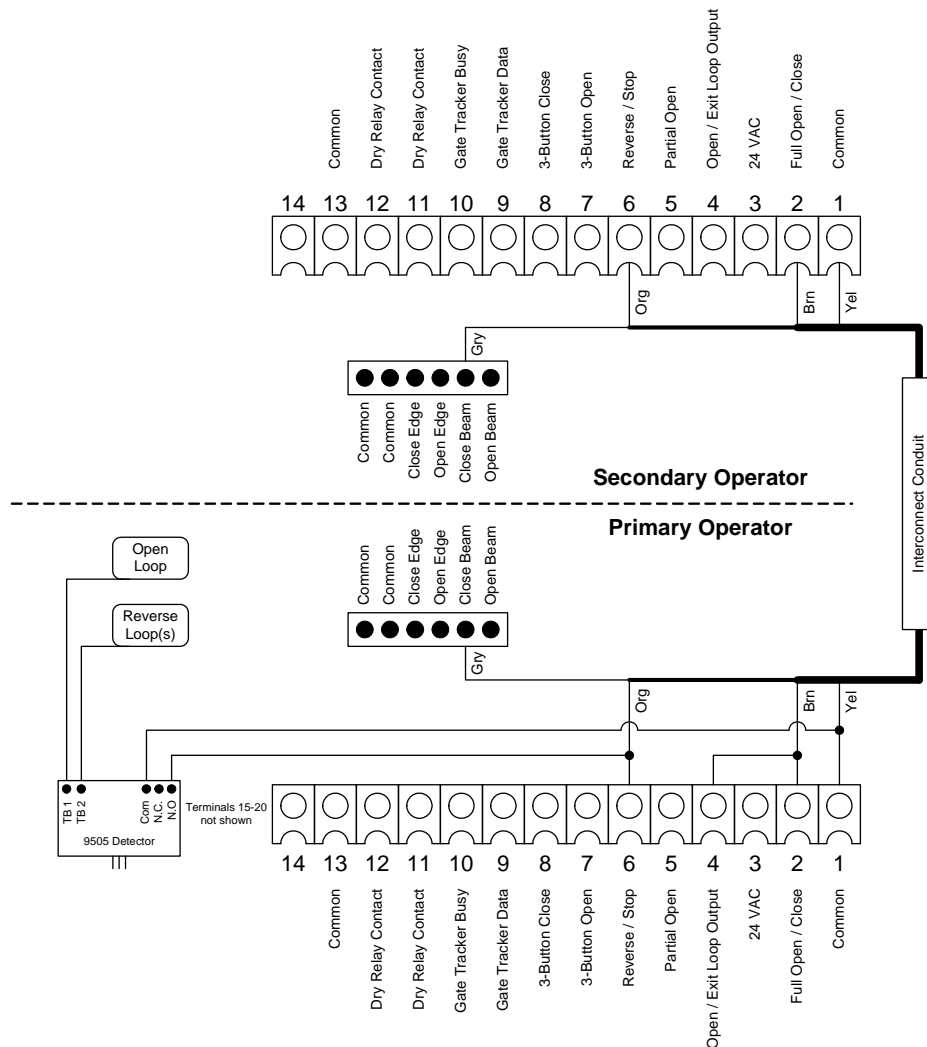 Common
Dry Relay Contact
Dry Relay Contact
Gate Tracker Busy
Gate Tracker Data
3-Button Close
3-Button Open
Reverse / Stop
Partial Open
Open / Exit Loop Output
24 VAC
Full Open / Close
Common
14 13 12 11 10 9 8 7 6 5 4 3 2 1
Org
Brn
Yel
Gry
Common
Common
Close Edge
Open Edge
Close Beam
Open Beam
Interconnect Conduit
Secondary Operator
Primary Operator
Open
Loop
Reverse
Loop(s)
Common
Common
Close Edge
Open Edge
Close Beam
Open Beam
Gry
Org
Brn
Yel
TB 1
TB 2
Com
N.C.
N.O
9505 Detector
Terminals 15-20
not shown
14 13 12 11 10 9 8 7 6 5 4 3 2 1
Common
Dry Relay Contact
Dry Relay Contact
Gate Tracker Busy
Gate Tracker Data
3-Button Close
3-Button Open
Reverse / Stop
Partial Open
Open / Exit Loop Output
24 VAC
Full Open / Close
Common